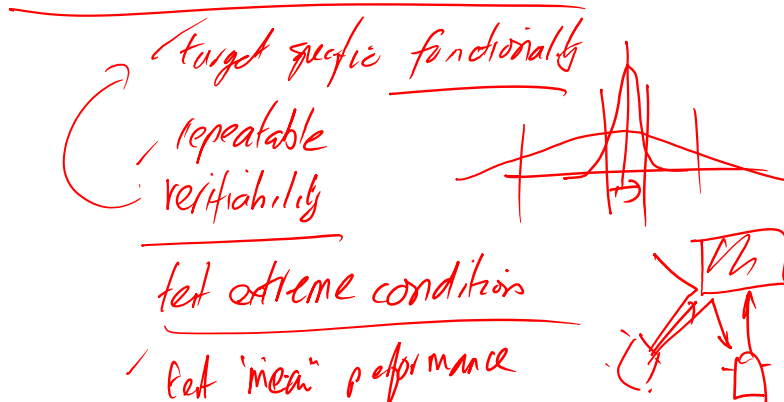 target specific functionality
repeatable
verifiability
test extreme conditions
test "mean" performance